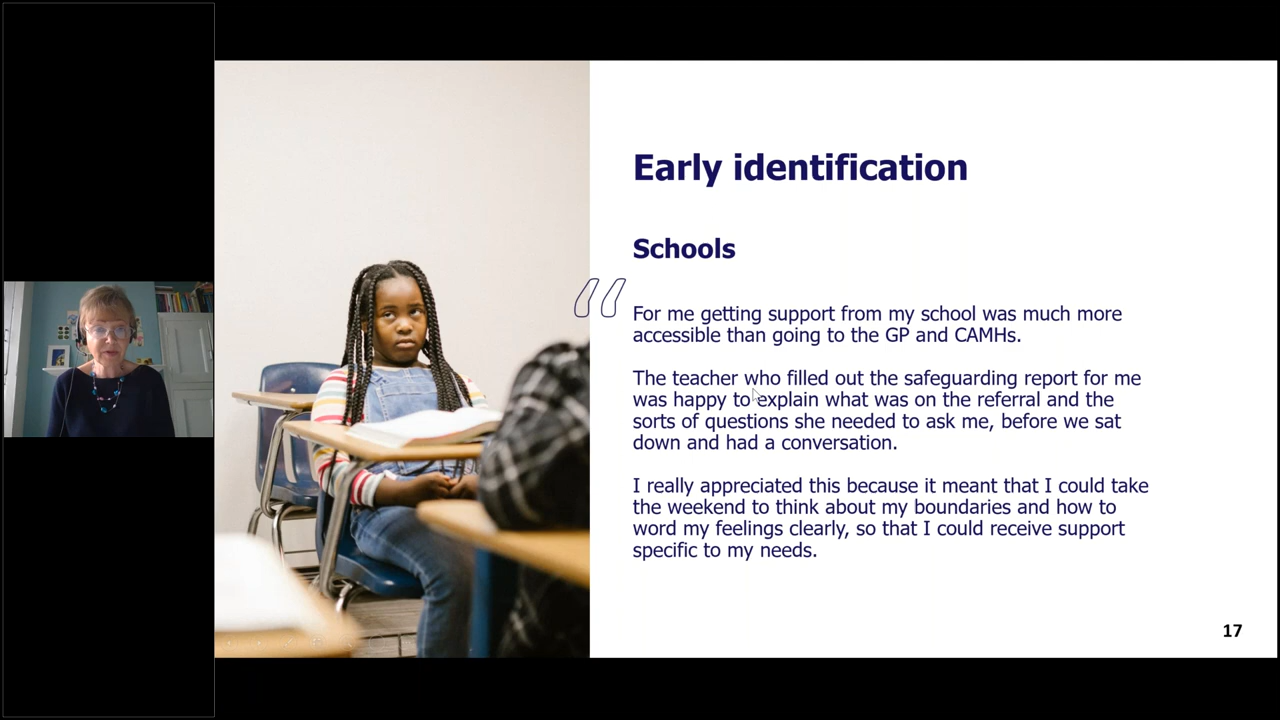 Early identification
Schools
“
For me getting support from my school was much more
accessible than going to the GP and CAMHs.
The teacher who filled out the safeguarding report for me
was happy to explain what was on the referral and the
sorts of questions she needed to ask me, before we sat
down and had a conversation.
I really appreciated this because it meant that I could take
the weekend to think about my boundaries and how to
word my feelings clearly, so that I could receive support
specific to my needs.
17